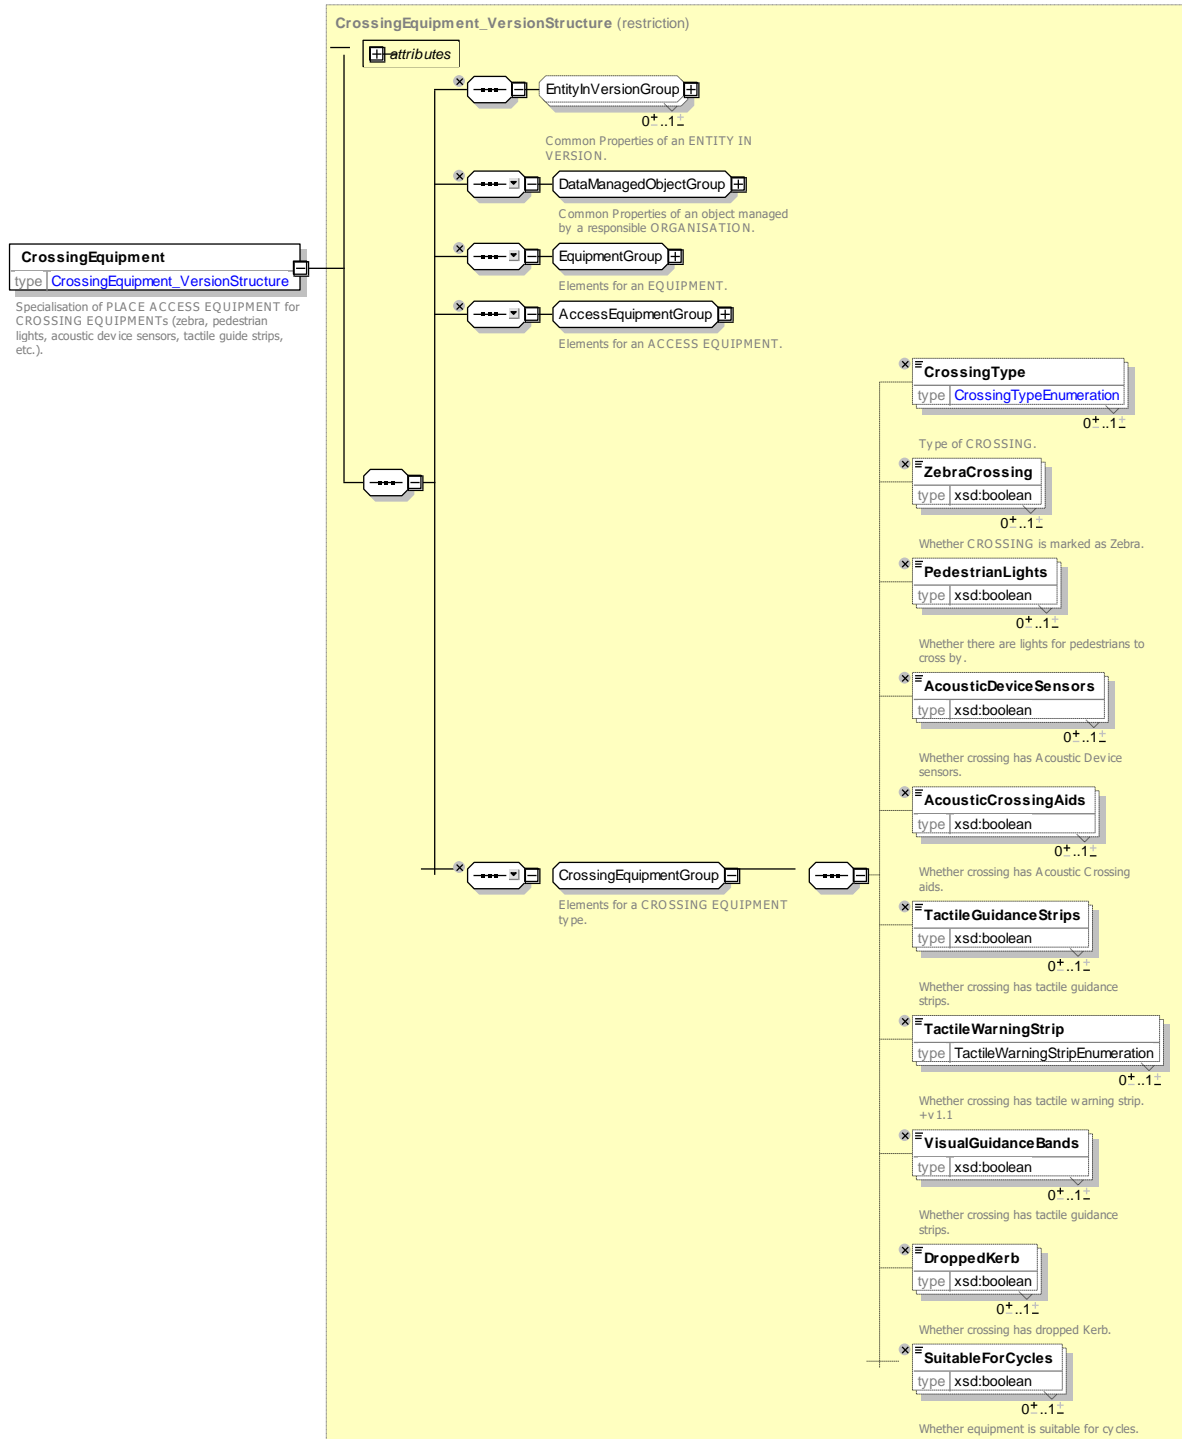 CrossingEquipment_VersionStructure (restriction)
attributes
EntityInVersionGroup
0..1
Common Properties of an ENTITY IN
VERSION.
DataManagedObjectGroup
Common Properties of an object managed
by a responsible ORGANISATION.
CrossingEquipment
type CrossingEquipment_VersionStructure
Specialisation of PLACE ACCESS EQUIPMENT for
CROSSING EQUIPMENTs (zebra, pedestrian
lights, acoustic device sensors, tactile guide strips,
etc.).
EquipmentGroup
Elements for an EQUIPMENT.
AccessEquipmentGroup
Elements for an ACCESS EQUIPMENT.
CrossingEquipmentGroup
Elements for a CROSSING EQUIPMENT
type.
CrossingType
type CrossingTypeEnumeration
0..1
Type of CROSSING.
ZebraCrossing
type xsd:boolean
0..1
Whether CROSSING is marked as Zebra.
PedestrianLights
type xsd:boolean
0..1
Whether there are lights for pedestrians to
cross by.
AcousticDeviceSensors
type xsd:boolean
0..1
Whether crossing has Acoustic Device
sensors.
AcousticCrossingAids
type xsd:boolean
0..1
Whether crossing has Acoustic Crossing
aids.
TactileGuidanceStrips
type xsd:boolean
0..1
Whether crossing has tactile guidance
strips.
TactileWarningStrip
type TactileWarningStripEnumeration
0..1
Whether crossing has tactile warning strip.
+v1.1
VisualGuidanceBands
type xsd:boolean
0..1
Whether crossing has tactile guidance
strips.
DroppedKerb
type xsd:boolean
0..1
Whether crossing has dropped Kerb.
SuitableForCycles
type xsd:boolean
0..1
Whether equipment is suitable for cycles.